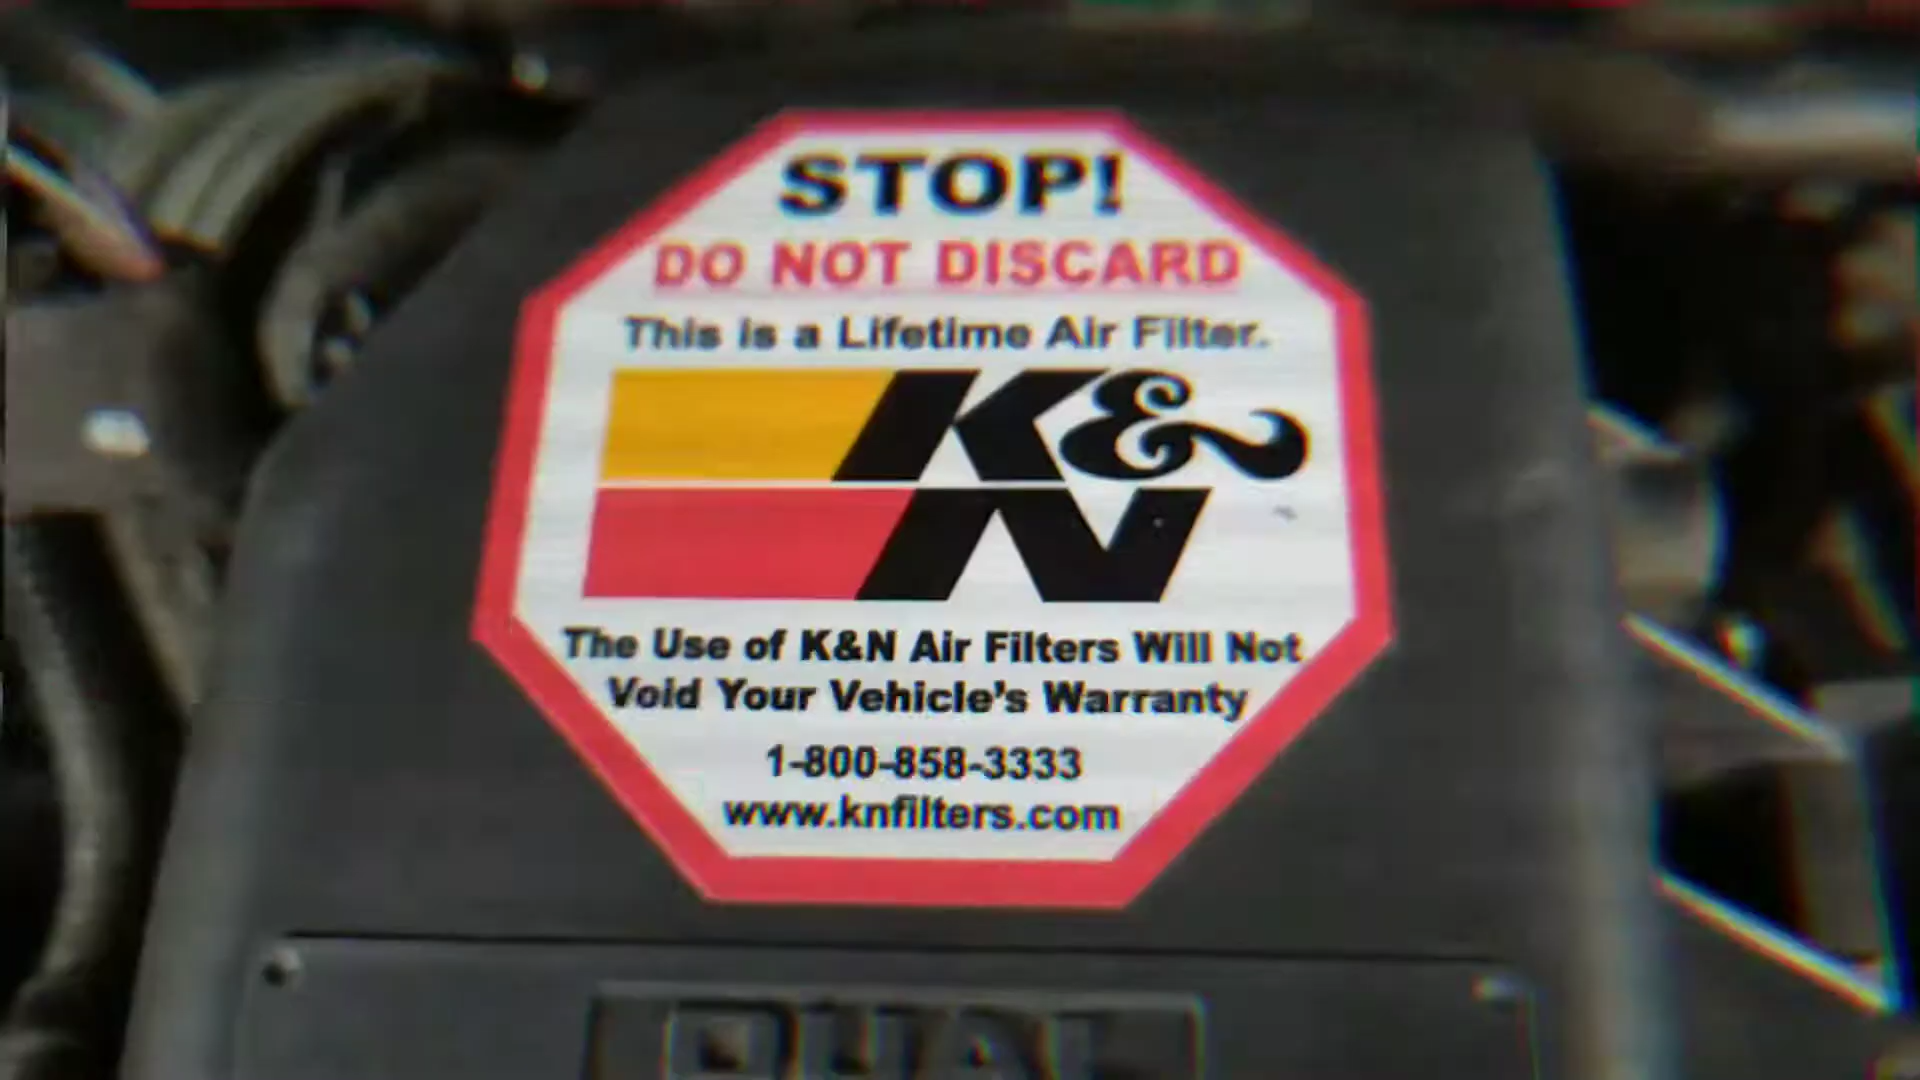 STOP!
DO NOT DISCARD
This is a Lifetime Air Filter.
K&
N
The Use of K&N Air Filters Will Not
Void Your Vehicle's Warranty
1-800-858-3333
www.knfilters.com
DUAL